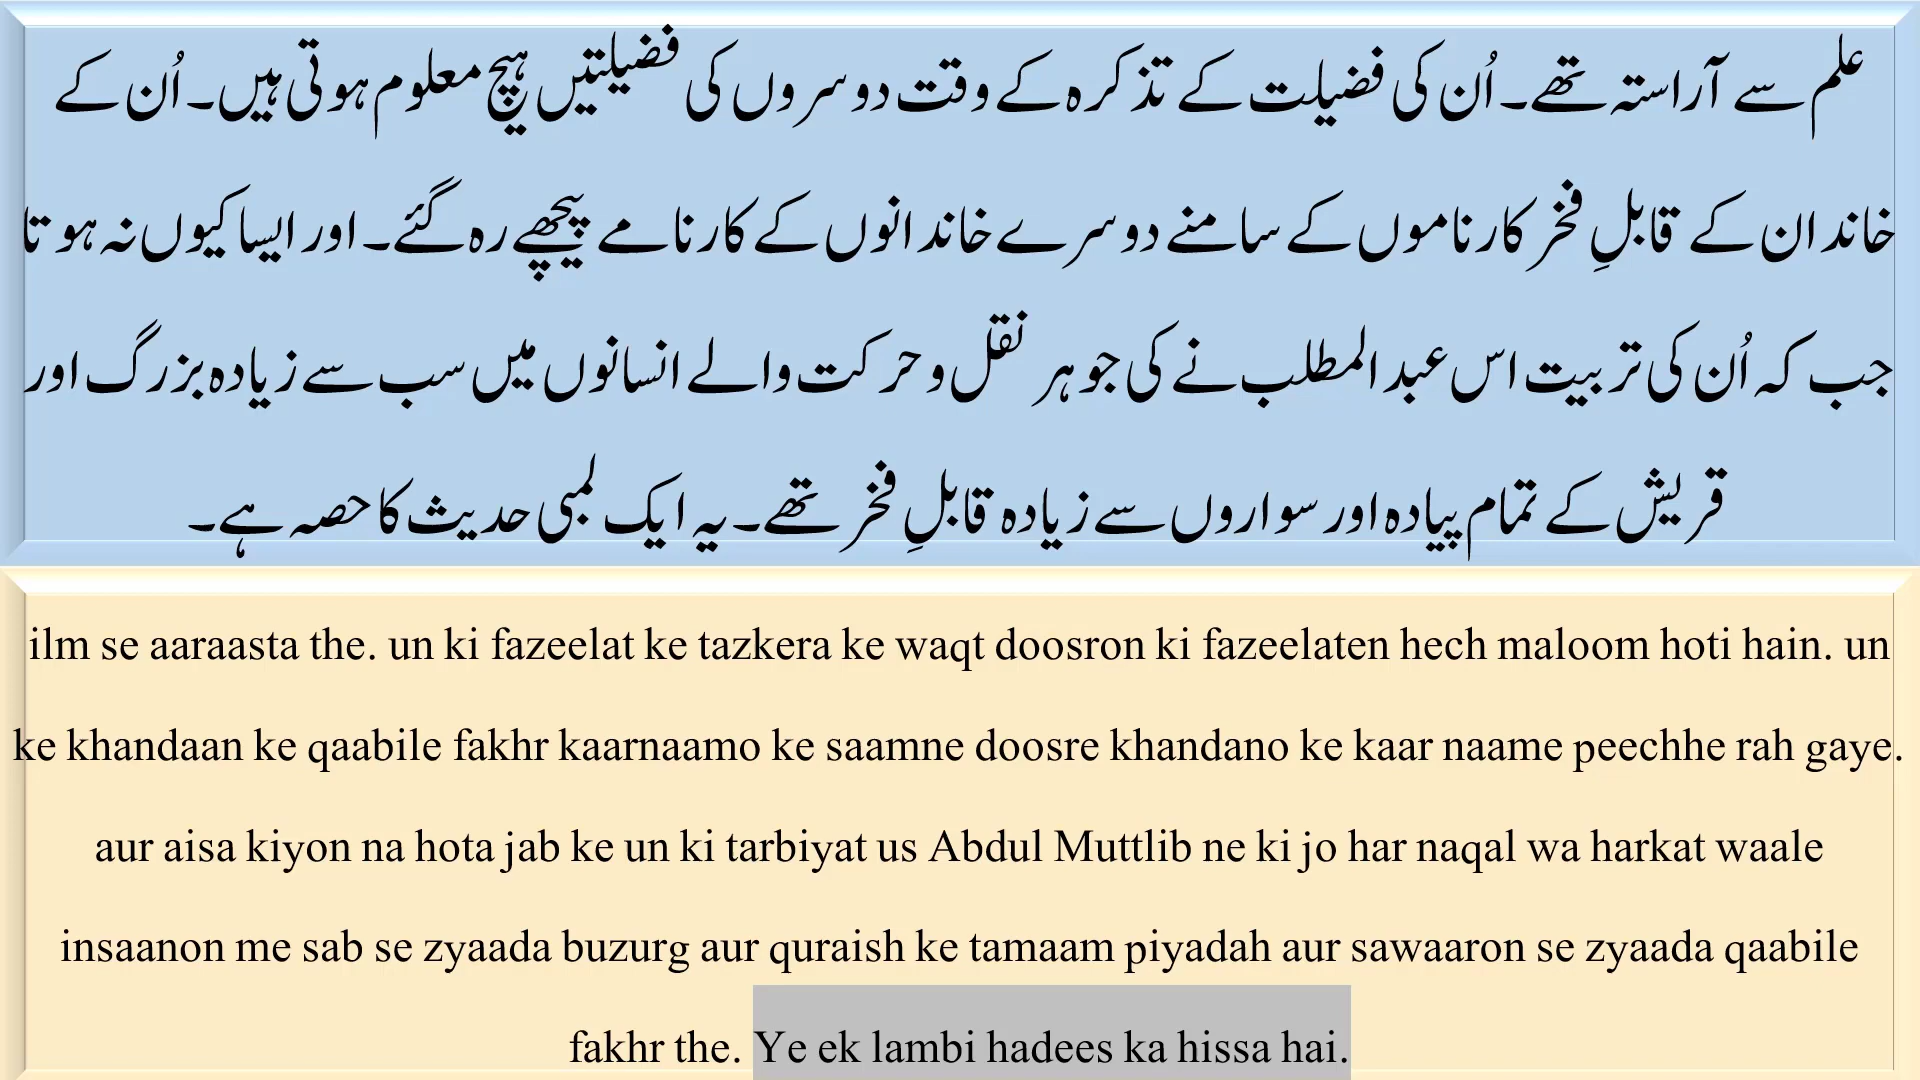 علم سے آراستہ تھے۔ اُن کی فضیلت کے تذکرہ کے وقت دوسروں کی فضیلتیں ہیچ معلوم ہوتی ہیں۔ اُن کے
خاندان کے قابلِ فخر کارناموں کے سامنے دوسرے خاندانوں کے کارنامے پیچھے رہ گئے۔ اور ایسا کیوں نہ ہوتا
جب کہ اُن کی تربیت اس عبد المطلب نے کی جو ہر نقل و حرکت والے انسانوں میں سب سے زیادہ بزرگ اور
قریش کے تمام پیادہ اور سواروں سے زیادہ قابلِ فخر تھے۔ یہ ایک لمبی حدیث کا حصہ ہے۔
ilm se aaraasta the. un ki fazeelat ke tazkera ke waqt doosron ki fazeelaten hech maloom hoti hain. un
ke khandaan ke qaabile fakhr kaarnaamo ke saamne doosre khandano ke kaar naame peechhe rah gaye.
aur aisa kiyon na hota jab ke un ki tarbiyat us Abdul Muttlib ne ki jo har naqal wa harkat waale
insaanon me sab se zyaada buzurg aur quraish ke tamaam piyadah aur sawaaron se zyaada qaabile
fakhr the. Ye ek lambi hadees ka hissa hai.